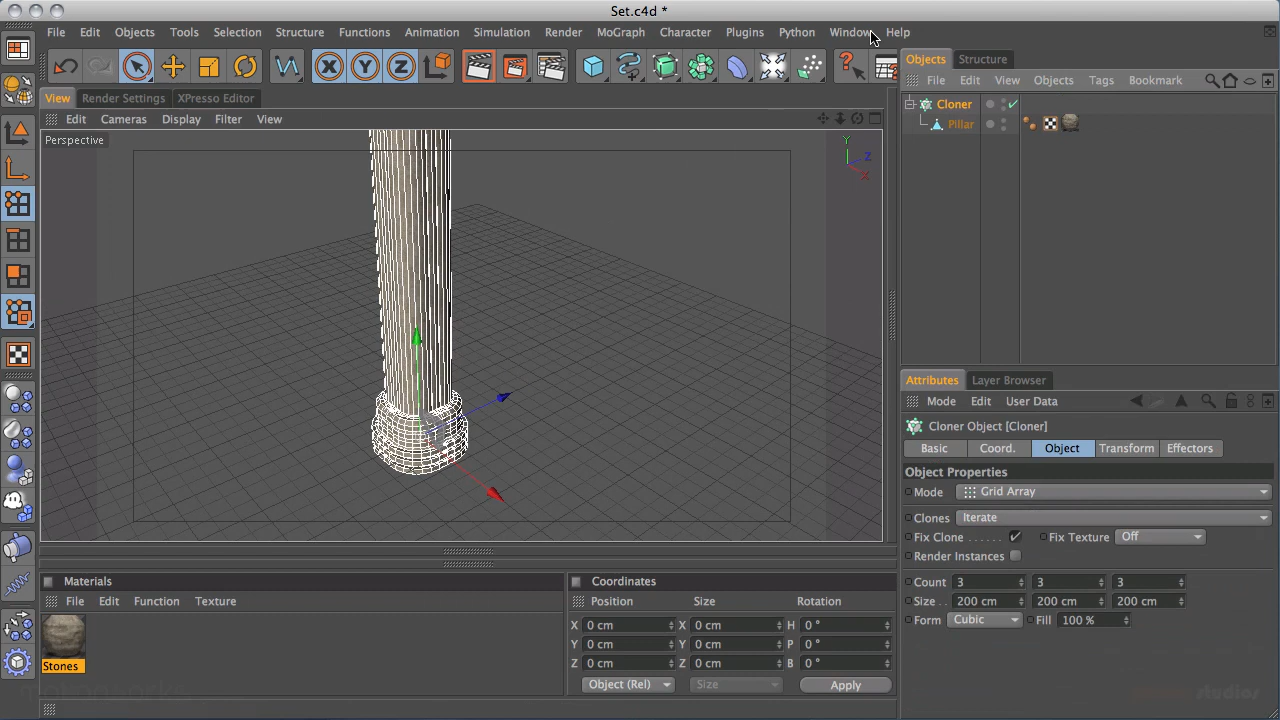 Set.c4d *
File Edit Objects Tools Selection Structure Functions Animation Simulation Render MoGraph Character Plugins Python Window Help
Objects Structure
File Edit View Objects Tags Bookmark
Cloner
Pillar
View Render Settings XPresso Editor
Edit Cameras Display Filter View
Perspective
Y
Z
X
Attributes Layer Browser
Mode Edit User Data
Cloner Object [Cloner]
Basic Coord. Object Transform Effectors
Object Properties
Mode Grid Array
Clones Iterate
Fix Clone . . . . . . Fix Texture Off
Render Instances
Count 3 3 3
Size . . 200 cm 200 cm 200 cm
Form Cubic Fill 100 %
Materials
File Edit Function Texture
Stones
Coordinates
Position Size Rotation
X 0 cm X 0 cm H 0 °
Y 0 cm Y 0 cm P 0 °
Z 0 cm Z 0 cm B 0 °
Object (Rel) Size Apply
studios